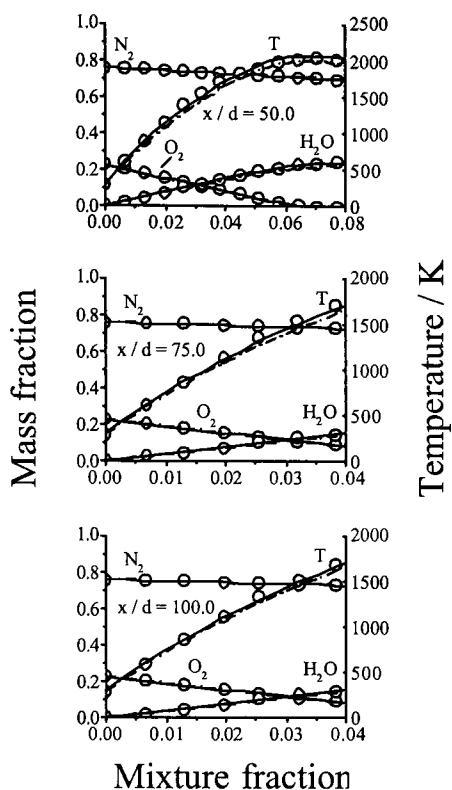 Mass fraction
Temperature / K
1.0
0.8
0.6
0.4
0.2
0.0
N₂
T
x / d = 50.0
O₂
H₂O
2500
2000
1500
1000
500
0
0.00 0.02 0.04 0.06 0.08
1.0
0.8
0.6
0.4
0.2
0.0
N₂
T
x / d = 75.0
O₂
H₂O
2000
1500
1000
500
0
0.00 0.01 0.02 0.03 0.04
1.0
0.8
0.6
0.4
0.2
0.0
N₂
T
x / d = 100.0
O₂
H₂O
2000
1500
1000
500
0
0.00 0.01 0.02 0.03 0.04
Mixture fraction